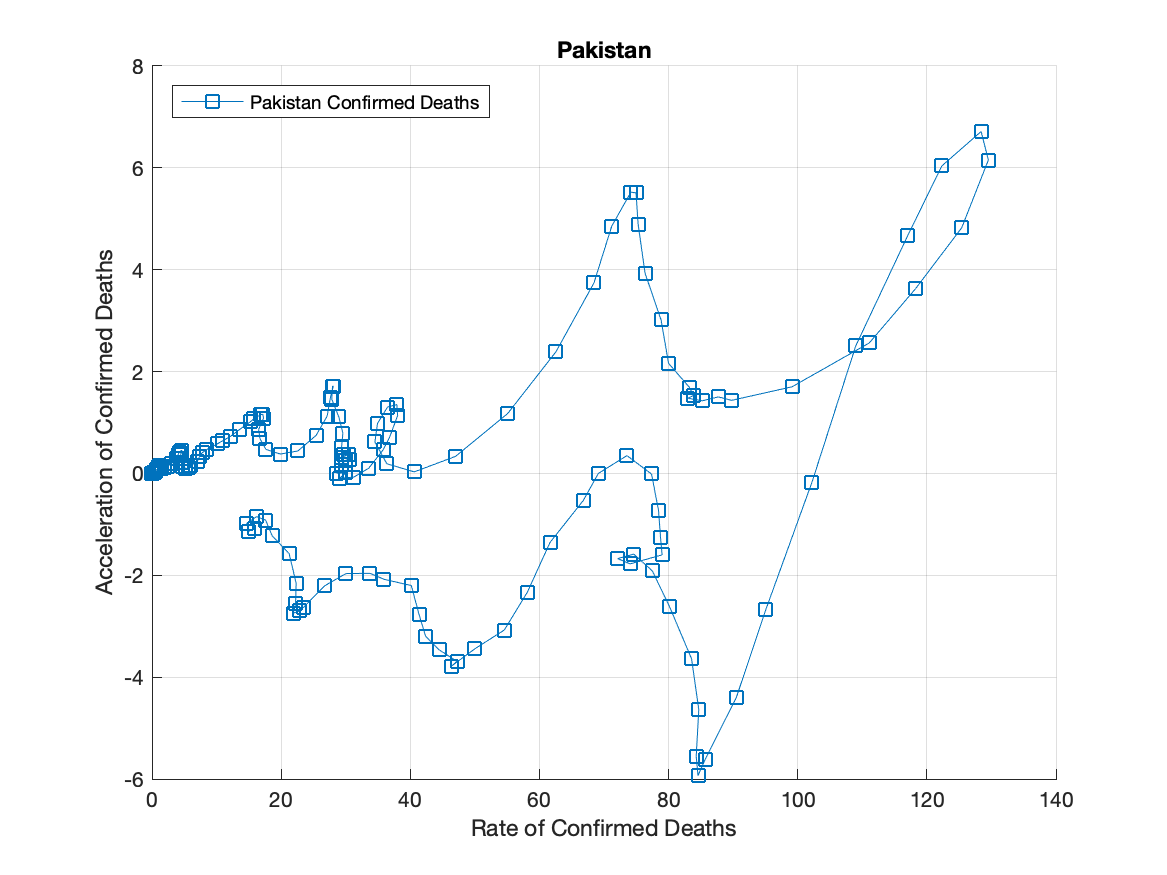 Pakistan
Pakistan Confirmed Deaths
8
6
4
2
0
-2
-4
-6
Acceleration of Confirmed Deaths
0 20 40 60 80 100 120 140
Rate of Confirmed Deaths